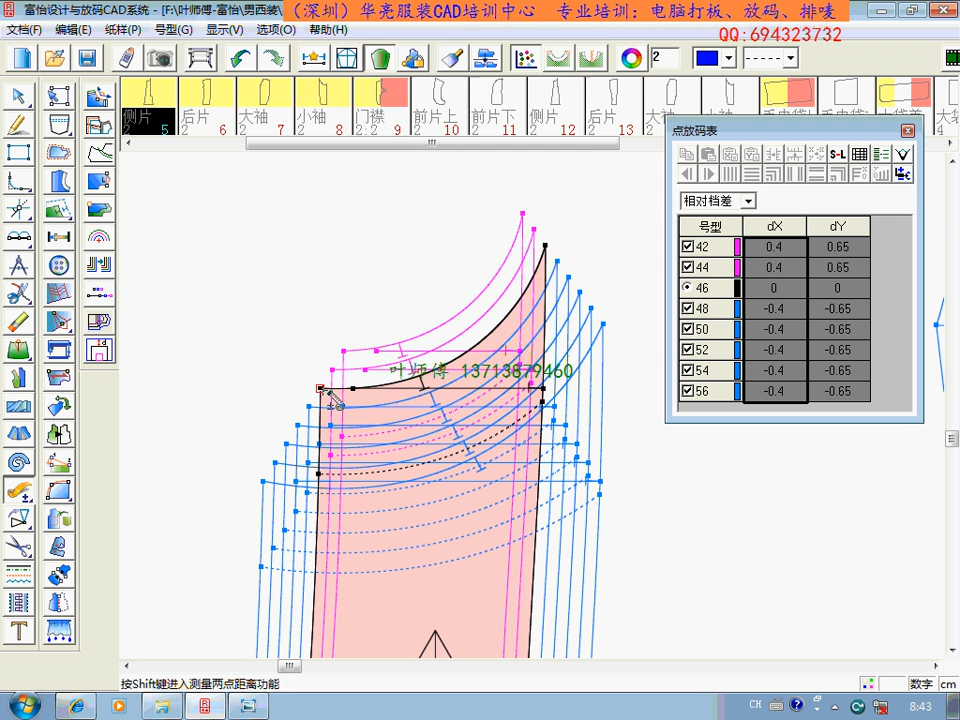 富怡设计与放码CAD系统 - [F:\叶师傅-富怡\男西装\
（深圳）华亮服装CAD培训中心 专业培训：电脑打板、放码、排唛
文档(F) 编辑(E) 纸样(P) 号型(G) 显示(V) 选项(O) 帮助(H)
QQ:694323732
2
侧片 后片 大袖 小袖 门襟 前片上 前片下 侧片 后片 大袖 小袖
2 5 2 6 2 7 2 8 2:2 9 2 10 2 11 2 12 2 13
点放码表
S-L
相对档差
号型 dX dY
42 0.4 0.65
44 0.4 0.65
46 0 0
48 -0.4 -0.65
50 -0.4 -0.65
52 -0.4 -0.65
54 -0.4 -0.65
56 -0.4 -0.65
叶师傅 13713879460
按Shift键进入测量两点距离功能
数字 cm
CH
8:43